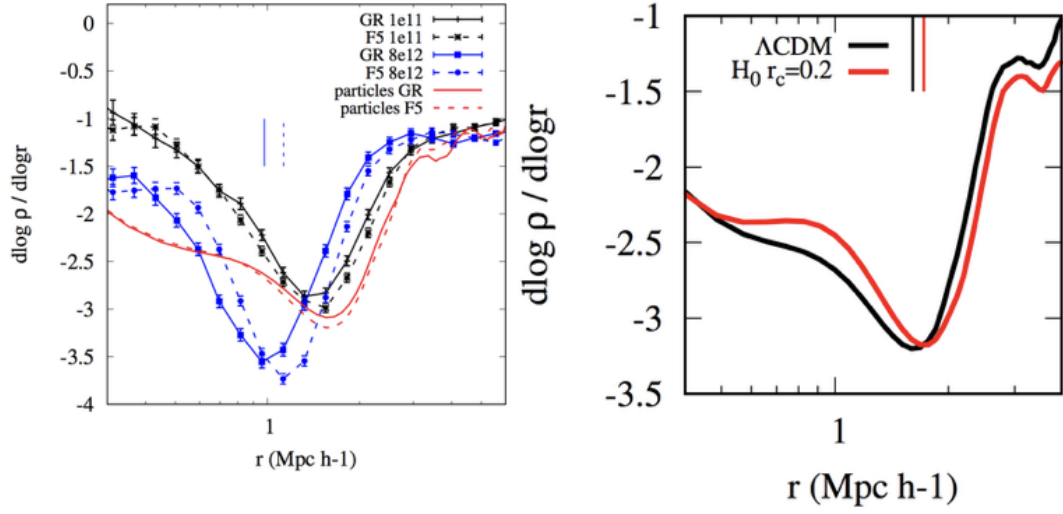 0
-0.5
-1
-1.5
-2
-2.5
-3
-3.5
-4
dlog ρ / dlogr
GR 1e11
F5 1e11
GR 8e12
F5 8e12
particles GR
particles F5
1
r (Mpc h-1)
-1
-1.5
-2
-2.5
-3
-3.5
dlog ρ / dlogr
ΛCDM
H₀ r_c=0.2
1
r (Mpc h-1)